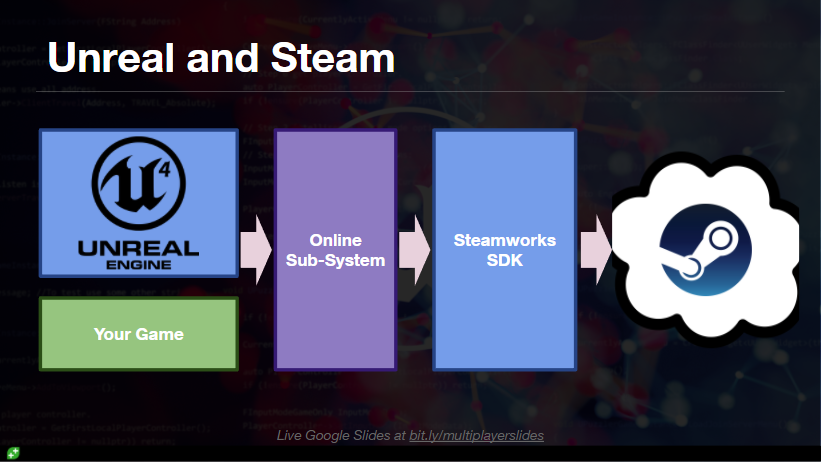 Unreal and Steam
4
UNREAL
ENGINE
Your Game
Online
Sub-System
Steamworks
SDK
Live Google Slides at bit.ly/multiplayerslides